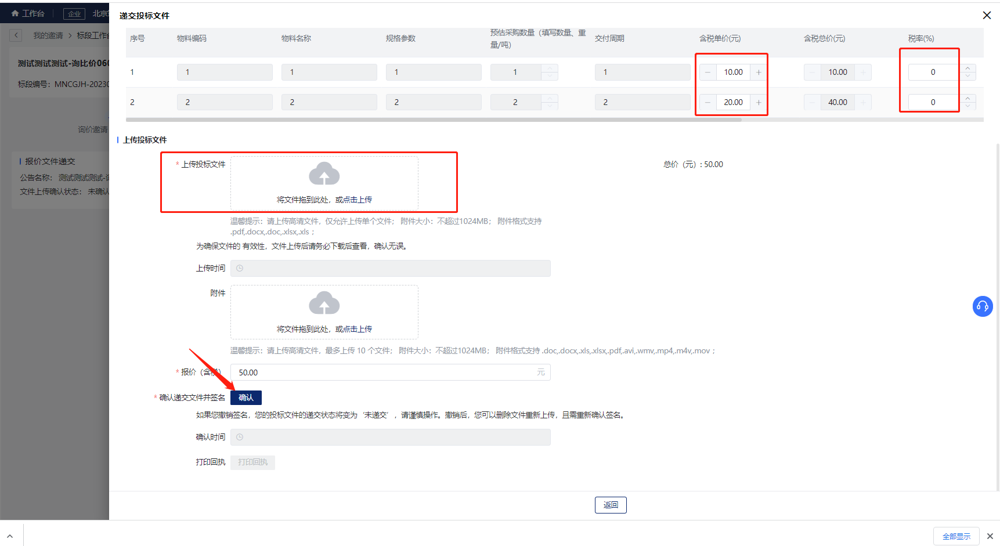 工作台
企业
北京
我的邀请 > 标段工作台
测试测试测试-询比价060
标段编号：MNCGJH-20230
询价邀请
报价文件递交
公告名称： 测试测试测试-询
文件上传确认状态： 未确认
递交投标文件
序号 物料编码 物料名称 规格参数 预估采购数量（填写数量、重
量/吨） 交付周期 含税单价(元) 含税总价(元) 税率(%)
1 1 1 1 1 1 10.00 10.00 0
2 2 2 2 2 2 20.00 40.00 0
上传投标文件
* 上传投标文件
总价（元）: 50.00
将文件拖到此处，或点击上传
温馨提示：请上传高清文件，仅允许上传单个文件； 附件大小：不超过1024MB； 附件格式支持
.pdf,.docx,.doc,.xlsx,.xls；
为确保文件的 有效性，文件上传后请务必下载后查看，确认无误。
上传时间
附件
将文件拖到此处，或点击上传
温馨提示：请上传高清文件，最多上传 10 个文件； 附件大小：不超过1024MB； 附件格式支持 .doc,.docx,.xls,.xlsx,.pdf,.avi,.wmv,.mp4,.m4v,.mov；
* 报价（含税） 50.00 元
* 确认递交文件并签名 确认
如果您撤销签名，您的投标文件的递交状态将变为‘未递交’，请谨慎操作。撤销后，您可以删除文件重新上传，且需重新确认签名。
确认时间
打印回执 打印回执
返回
全部显示